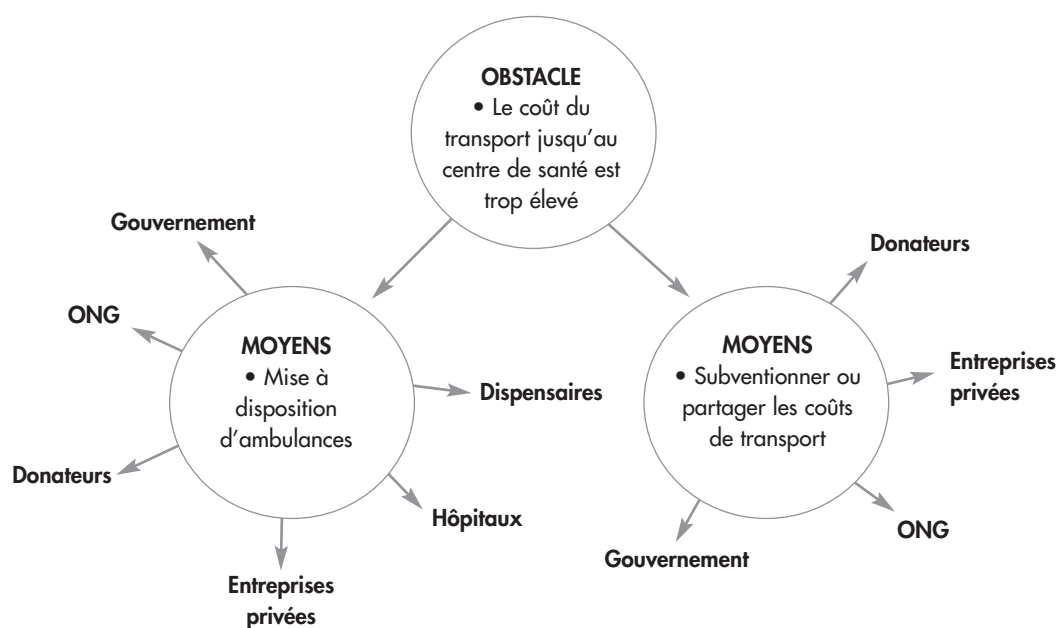 OBSTACLE
• Le coût du
transport jusqu’au
centre de santé est
trop élevé
Gouvernement
ONG
MOYENS
• Mise à
disposition
d’ambulances
Dispensaires
Donateurs
Hôpitaux
Entreprises
privées
Donateurs
MOYENS
• Subventionner ou
partager les coûts
de transport
Entreprises
privées
ONG
Gouvernement